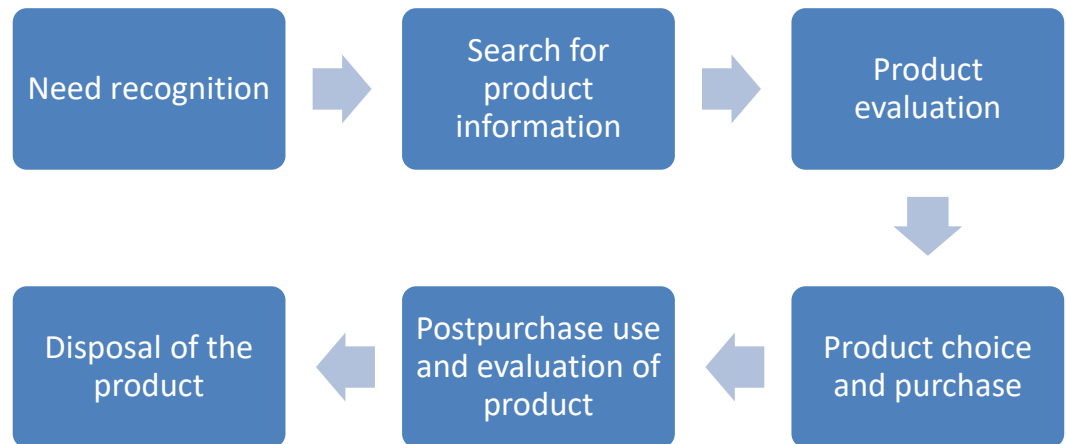 Need recognition
Search for
product
information
Product
evaluation
Product choice
and purchase
Postpurchase use
and evaluation of
product
Disposal of the
product